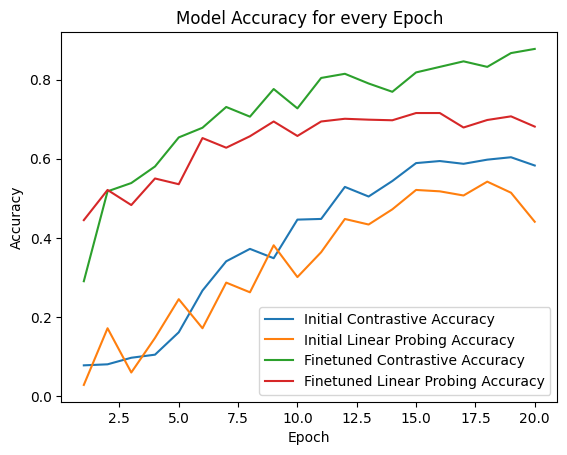 Model Accuracy for every Epoch
Accuracy
0.8
0.6
0.4
0.2
0.0
Initial Contrastive Accuracy
Initial Linear Probing Accuracy
Finetuned Contrastive Accuracy
Finetuned Linear Probing Accuracy
2.5 5.0 7.5 10.0 12.5 15.0 17.5 20.0
Epoch